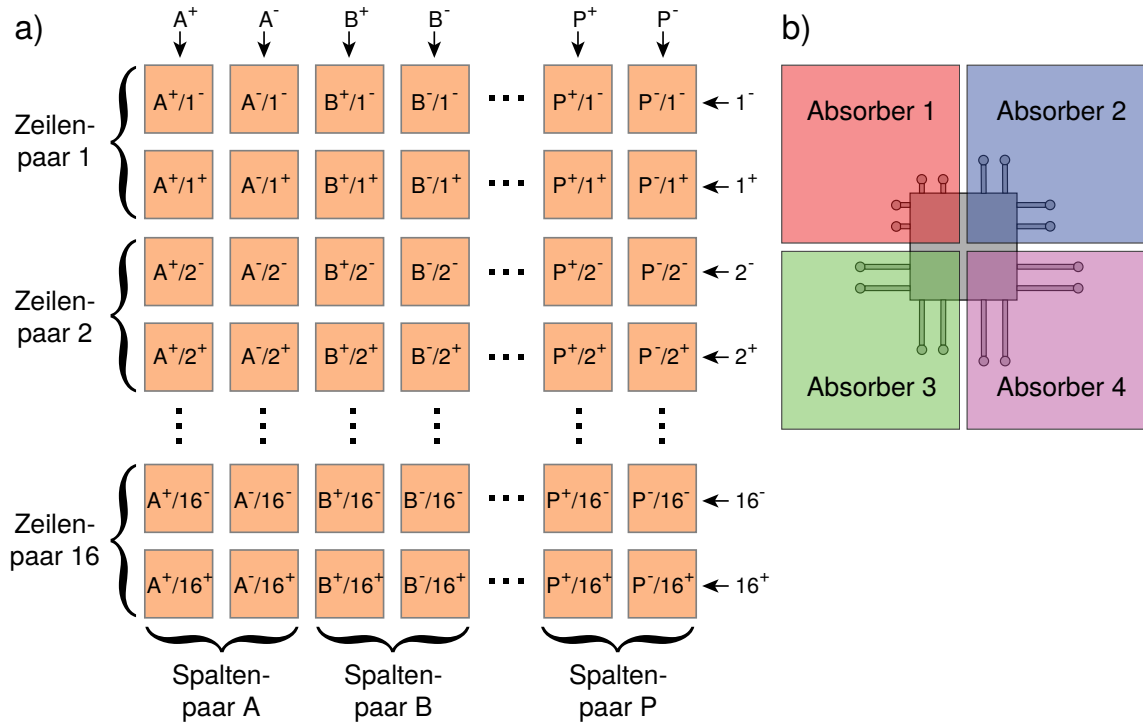 a)
A⁺ A⁻ B⁺ B⁻ P⁺ P⁻
Zeilen-
paar 1
A⁺/1⁻ A⁻/1⁻ B⁺/1⁻ B⁻/1⁻ ... P⁺/1⁻ P⁻/1⁻ 1⁻
A⁺/1⁺ A⁻/1⁺ B⁺/1⁺ B⁻/1⁺ ... P⁺/1⁺ P⁻/1⁺ 1⁺
Zeilen-
paar 2
A⁺/2⁻ A⁻/2⁻ B⁺/2⁻ B⁻/2⁻ ... P⁺/2⁻ P⁻/2⁻ 2⁻
A⁺/2⁺ A⁻/2⁺ B⁺/2⁺ B⁻/2⁺ ... P⁺/2⁺ P⁻/2⁺ 2⁺
Zeilen-
paar 16
A⁺/16⁻ A⁻/16⁻ B⁺/16⁻ B⁻/16⁻ ... P⁺/16⁻ P⁻/16⁻ 16⁻
A⁺/16⁺ A⁻/16⁺ B⁺/16⁺ B⁻/16⁺ ... P⁺/16⁺ P⁻/16⁺ 16⁺
Spalten-
paar A
Spalten-
paar B
Spalten-
paar P
b)
Absorber 1
Absorber 2
Absorber 3
Absorber 4